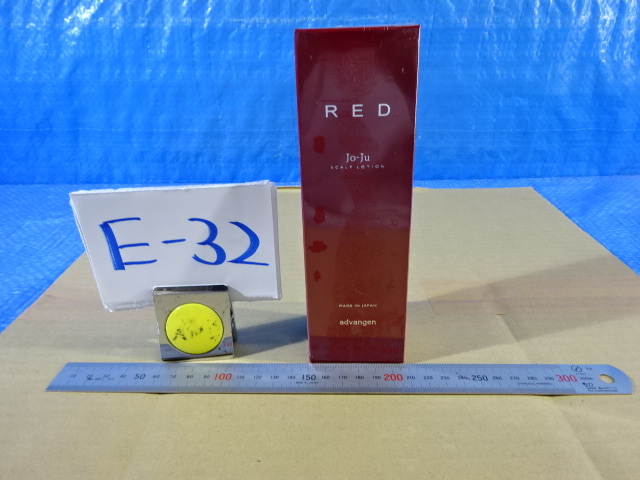 RED
Jo-Ju
SCALP LOTION
E-32
MADE IN JAPAN
advangen
50 100 150 200 250 300